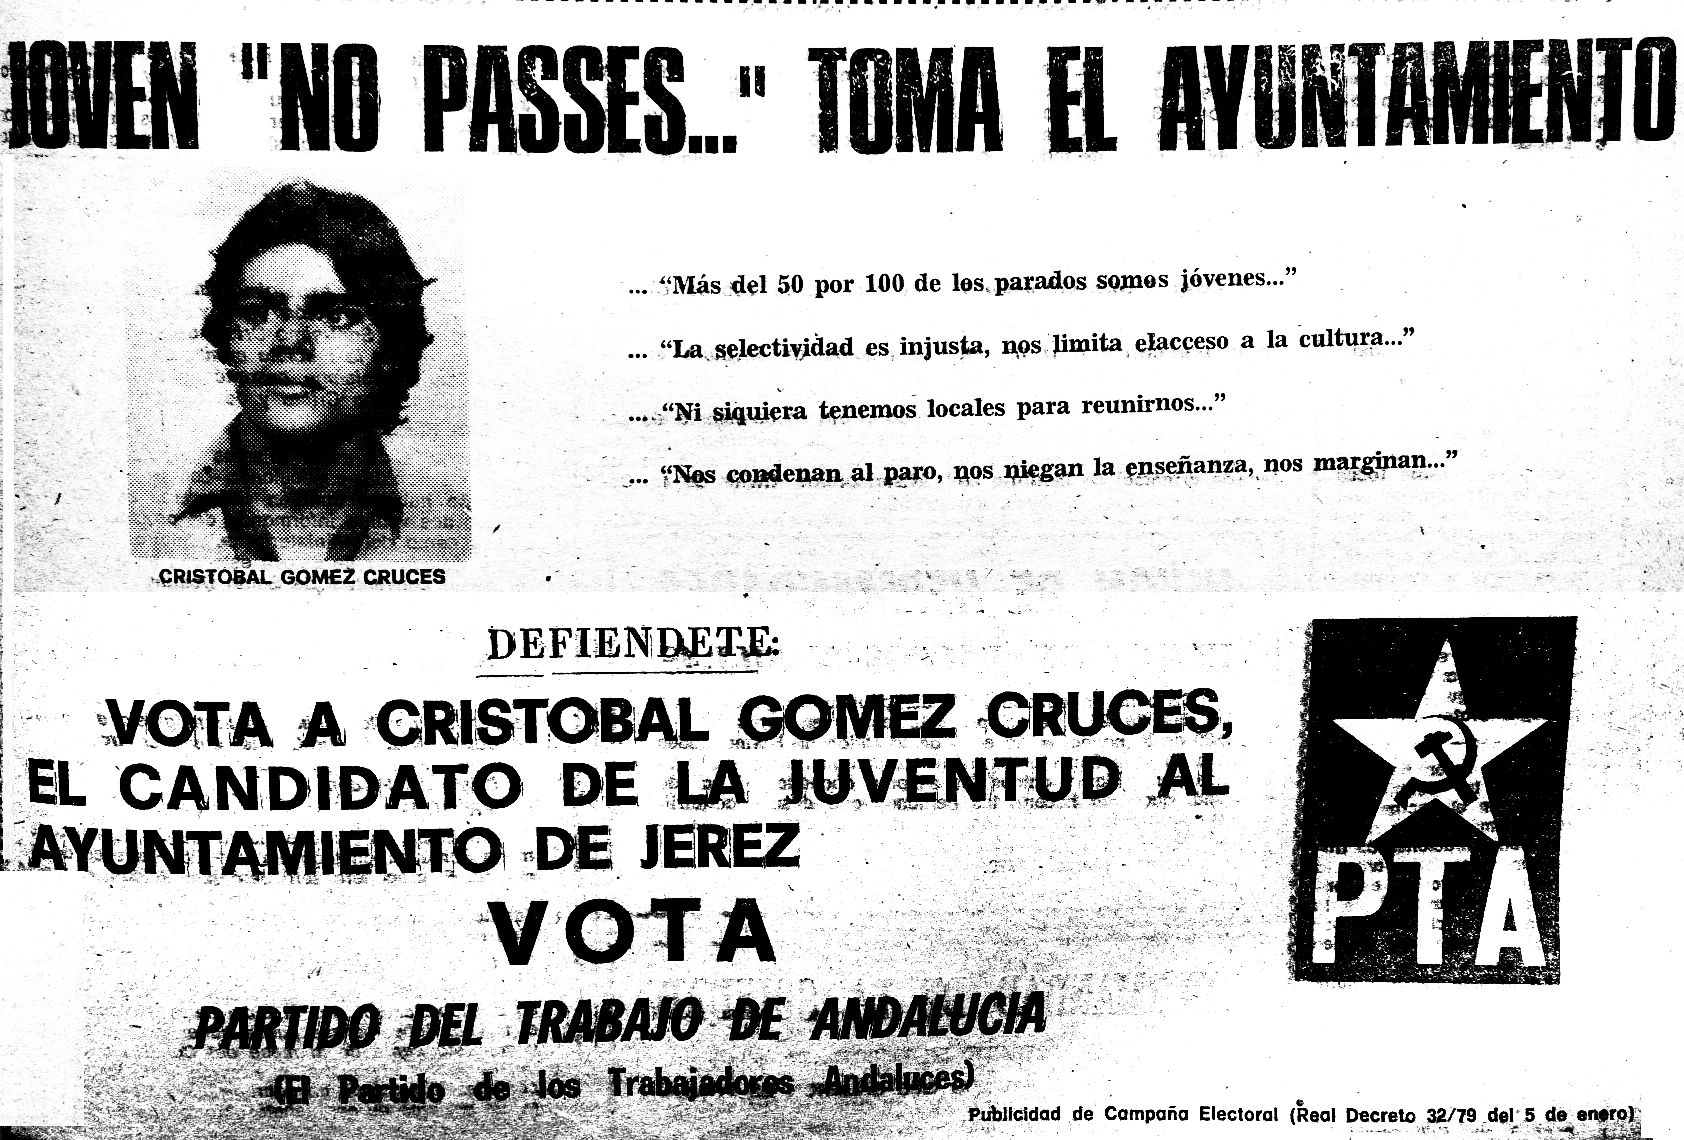 JOVEN "NO PASSES..." TOMA EL AYUNTAMIENTO
... “Más del 50 por 100 de los parados somos jóvenes...”
... “La selectividad es injusta, nos limita elacceso a la cultura...”
... “Ni siquiera tenemos locales para reunirnos...”
... “Nos condenan al paro, nos niegan la enseñanza, nos marginan...”
CRISTOBAL GOMEZ CRUCES
DEFIENDETE:
VOTA A CRISTOBAL GOMEZ CRUCES,
EL CANDIDATO DE LA JUVENTUD AL
AYUNTAMIENTO DE JEREZ
VOTA
PARTIDO DEL TRABAJO DE ANDALUCIA
(El Partido de los Trabajadores Andaluces)
PTA
Publicidad de Campaña Electoral (Real Decreto 32/79 del 5 de enero)